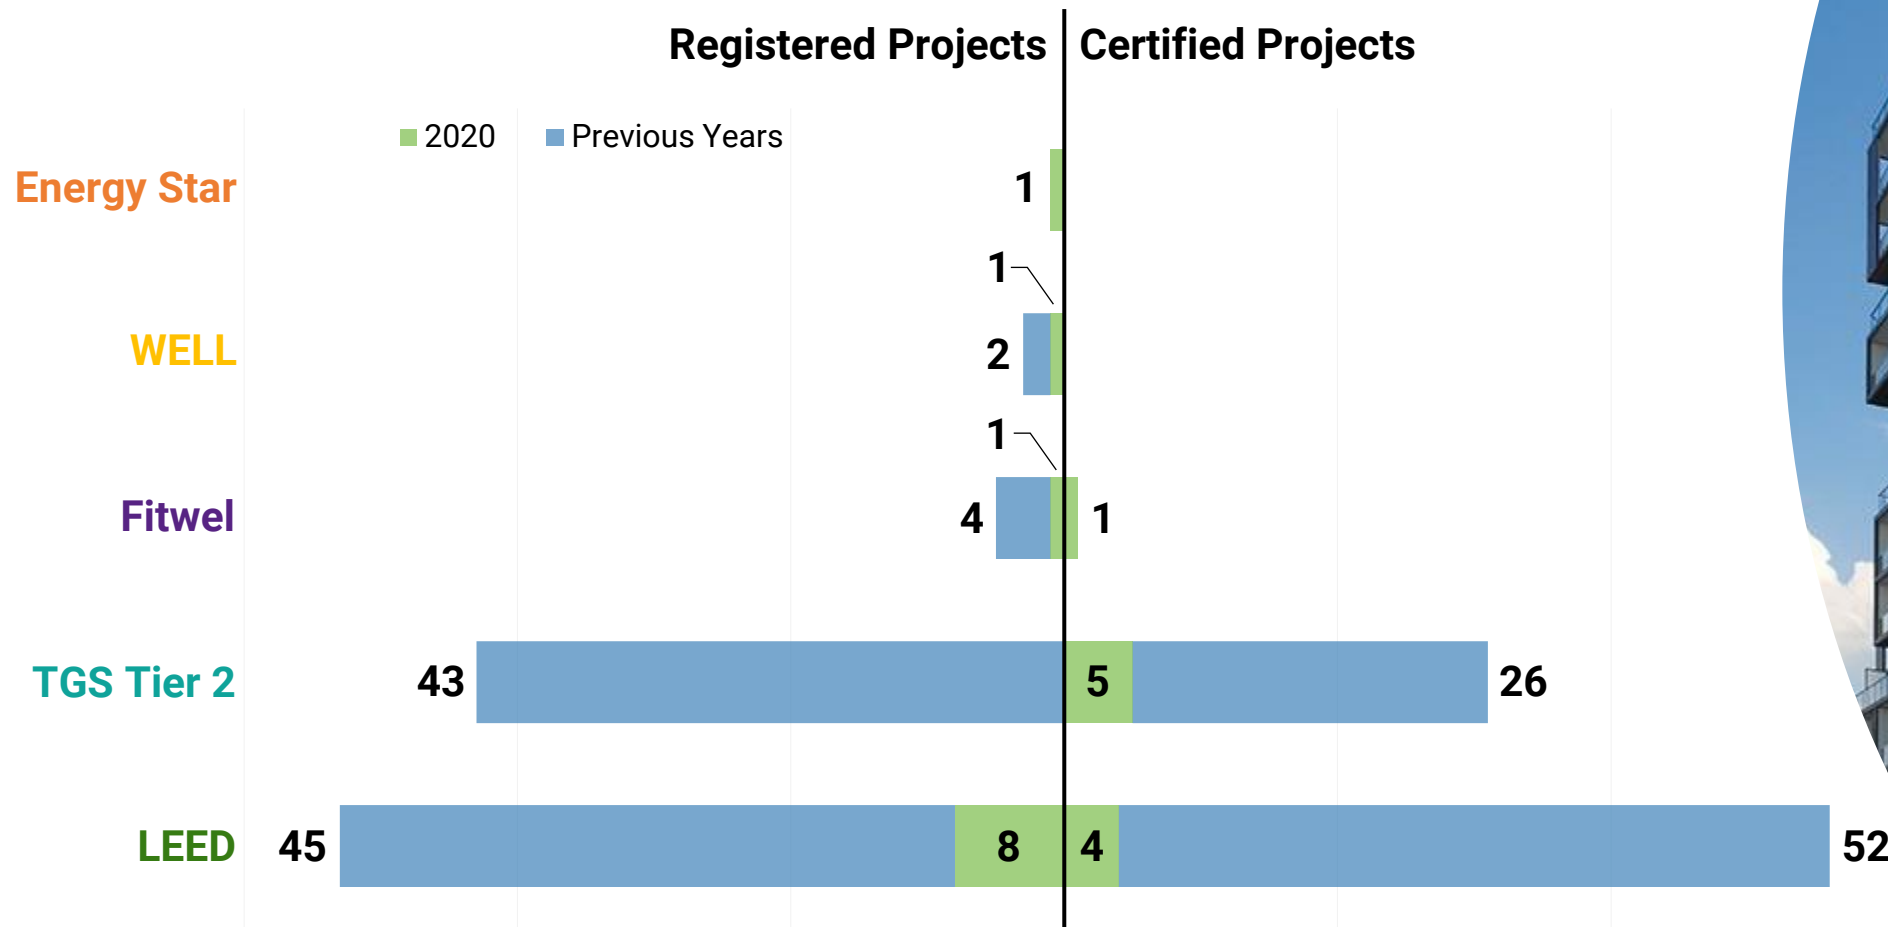 Registered Projects Certified Projects
2020 Previous Years
Energy Star 1
1
WELL 2
1
Fitwel 4 1
TGS Tier 2 43 5 26
LEED 45 8 4 52